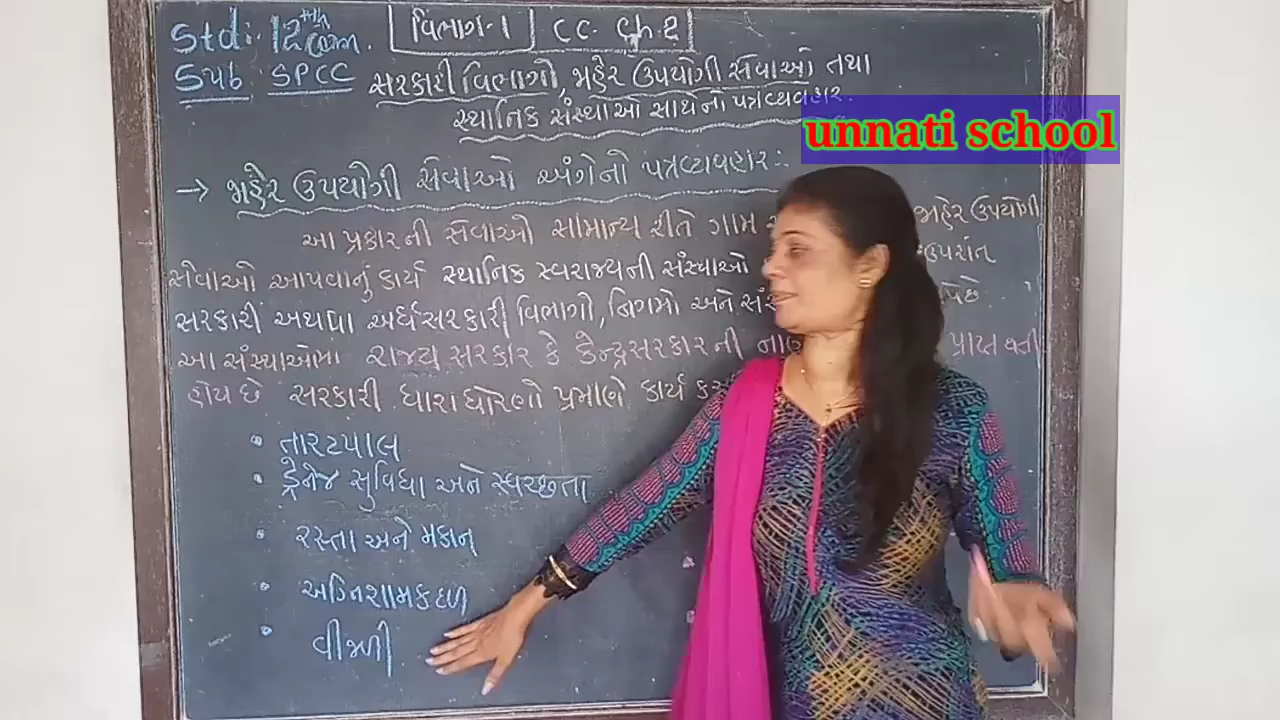 Std:- 12th Com. વિભાગ-1 CC- Ch.2
Sub SPCC સરકારી વિભાગો, જાહેર ઉપયોગી સેવાઓ તથા
સ્થાનિક સંસ્થાઓ સાથેનો પત્રવ્યવહાર.
unnati school
→ જાહેર ઉપયોગી સેવાઓ અંગેનો પત્રવ્યવહાર :-
આ પ્રકારની સેવાઓ સામાન્ય રીતે ગામ જાહેર ઉપયોગી
સેવાઓ આપવાનું કાર્ય સ્થાનિક સ્વરાજ્યની સંસ્થાઓ ઉપરાંત
સરકારી અથવા અર્ધસરકારી વિભાગો, નિગમો અને
આ સંસ્થાઓમાં રાજ્ય સરકાર કે કેન્દ્રસરકારની પ્રાપ્ત થતી
હોય છે સરકારી ધારાધોરણો પ્રમાણે કાર્ય
• તારટપાલ
• ડ્રેનેજ સુવિધા અને સ્વચ્છતા
• રસ્તા અને મકાન
• અગ્નિશામક દળ
• વીજળી